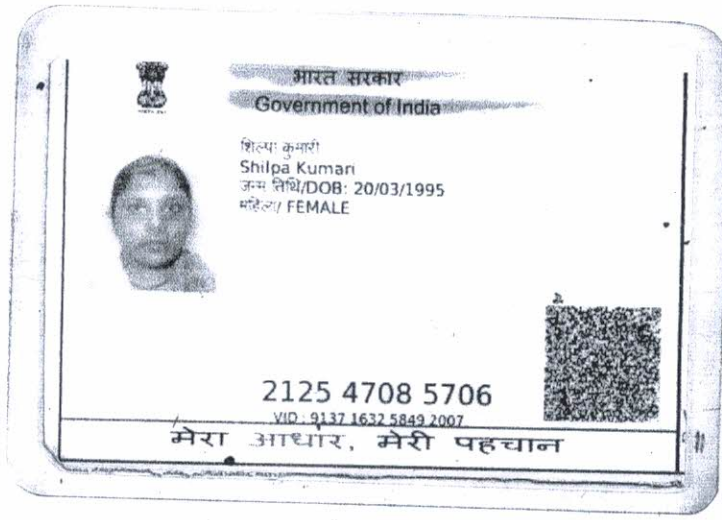 भारत सरकार
Government of India
शिल्पा कुमारी
Shilpa Kumari
जन्म तिथि/DOB: 20/03/1995
महिला/ FEMALE
2125 4708 5706
VID : 9137 1632 5849 2007
मेरा आधार, मेरी पहचान